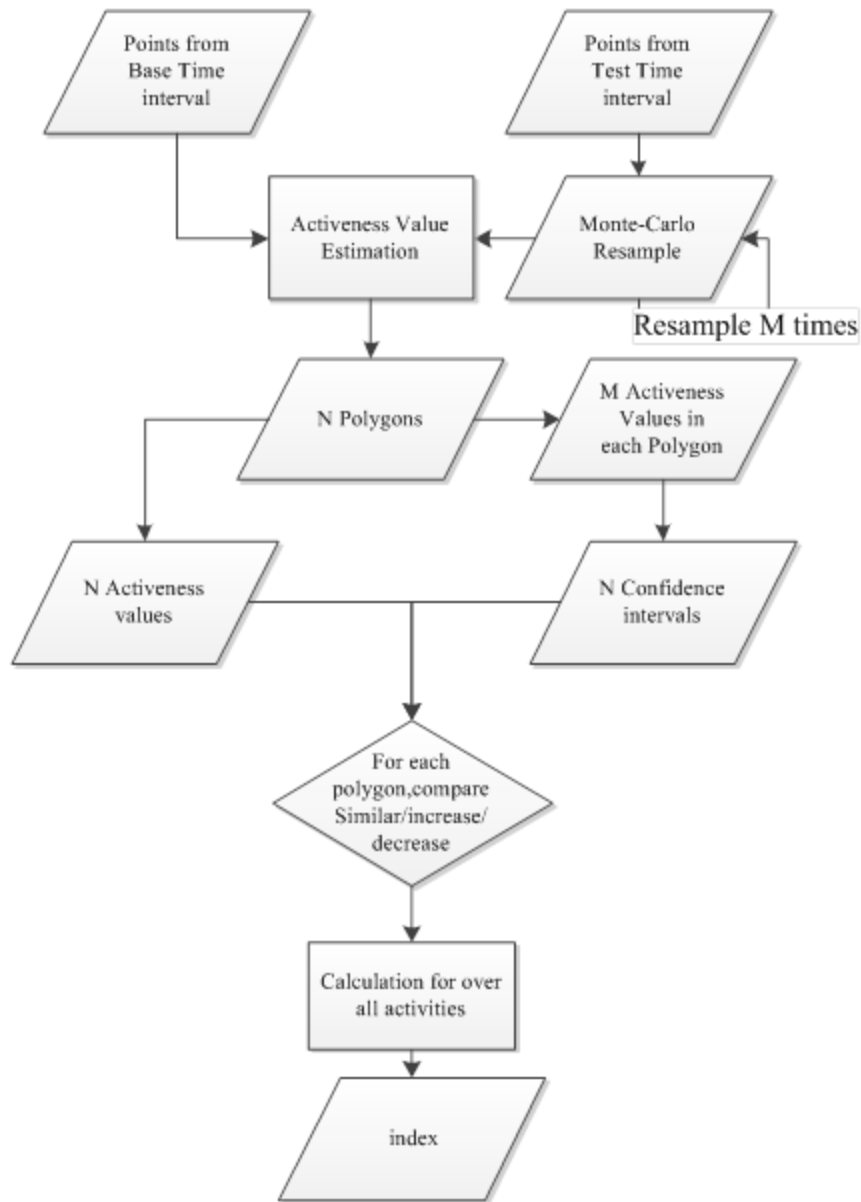 Points from
Base Time
interval
Points from
Test Time
interval
Activeness Value
Estimation
Monte-Carlo
Resample
Resample M times
N Polygons
M Activeness
Values in
each Polygon
N Activeness
values
N Confidence
intervals
For each
polygon,compare
Similar/increase/
decrease
Calculation for over
all activities
index